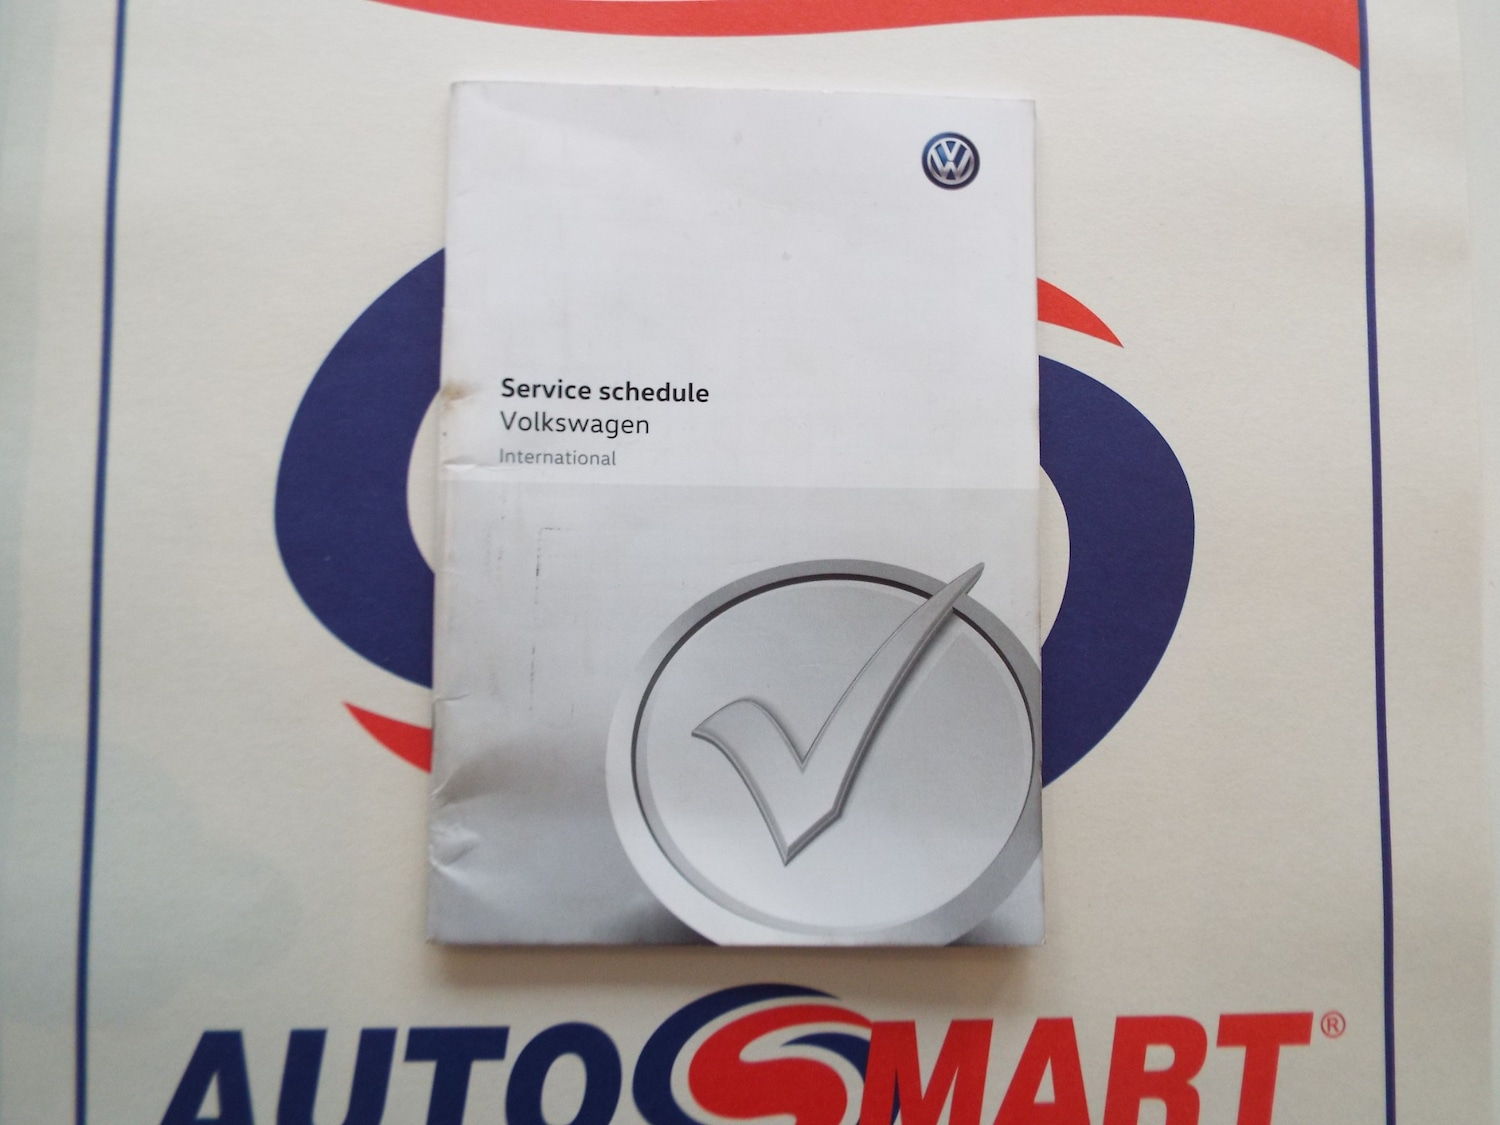 Service schedule
Volkswagen
International
AUTOSMART®